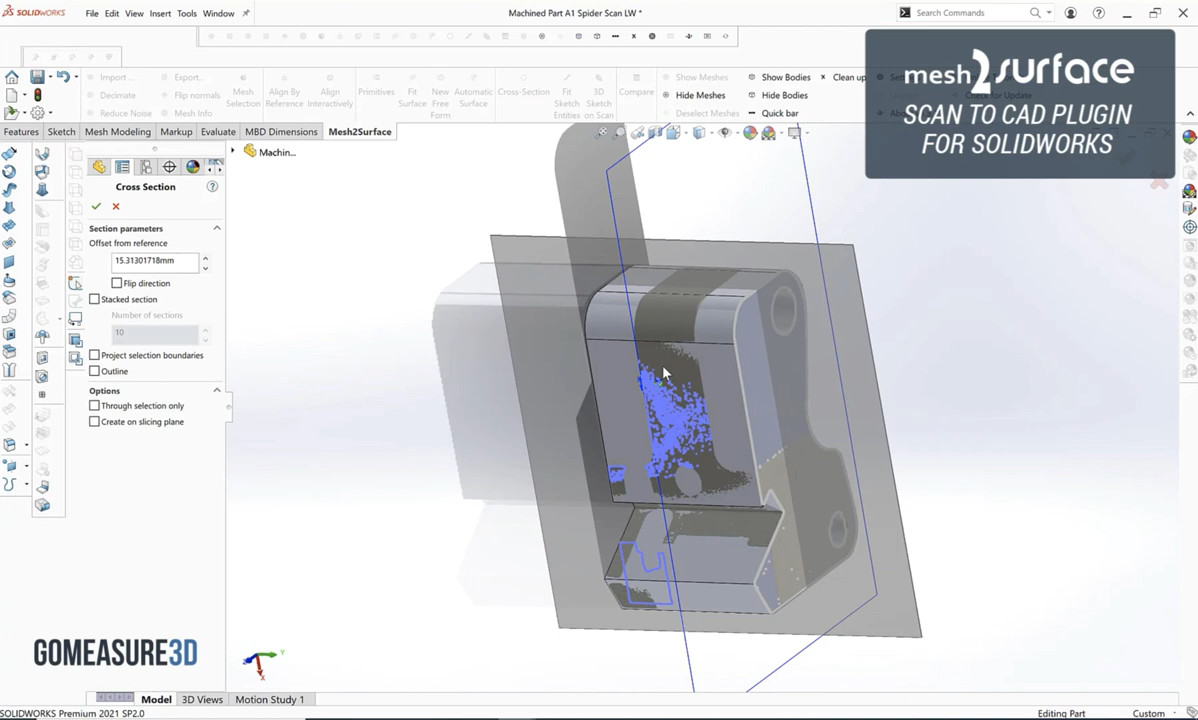 SOLIDWORKS
File Edit View Insert Tools Window
Machined Part A1 Spider Scan LW *
Search Commands
Import ...
Export...
Decimate
Flip normals
Reduce Noise
Mesh Info
Mesh Selection
Align By Reference
Align Interactively
Primitives
Fit Surface
New Free Form
Automatic Surface
Cross-Section
Fit Sketch Entities
3D Sketch on Scan
Compare
Show Meshes
Hide Meshes
Deselect Meshes
Show Bodies
Hide Bodies
Quick bar
Clean up
Check for Update
mesh2surface
SCAN TO CAD PLUGIN
FOR SOLIDWORKS
Features Sketch Mesh Modeling Markup Evaluate MBD Dimensions Mesh2Surface
Machin...
Cross Section
Section parameters
Offset from reference
15.31301718mm
Flip direction
Stacked section
Number of sections
10
Project selection boundaries
Outline
Options
Through selection only
Create on slicing plane
Y
X
GOMEASURE3D
Model 3D Views Motion Study 1
SOLIDWORKS Premium 2021 SP2.0
Editing Part
Custom